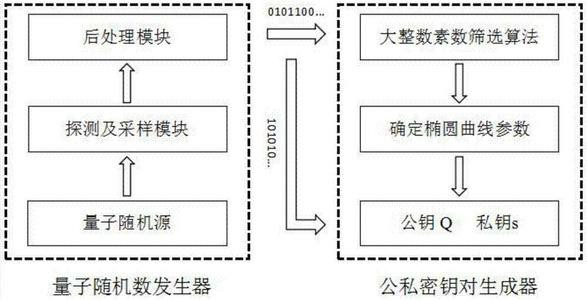 后处理模块
探测及采样模块
量子随机源
量子随机数发生器
0101100...
101010...
大整数素数筛选算法
确定椭圆曲线参数
公钥 Q 私钥s
公私密钥对生成器